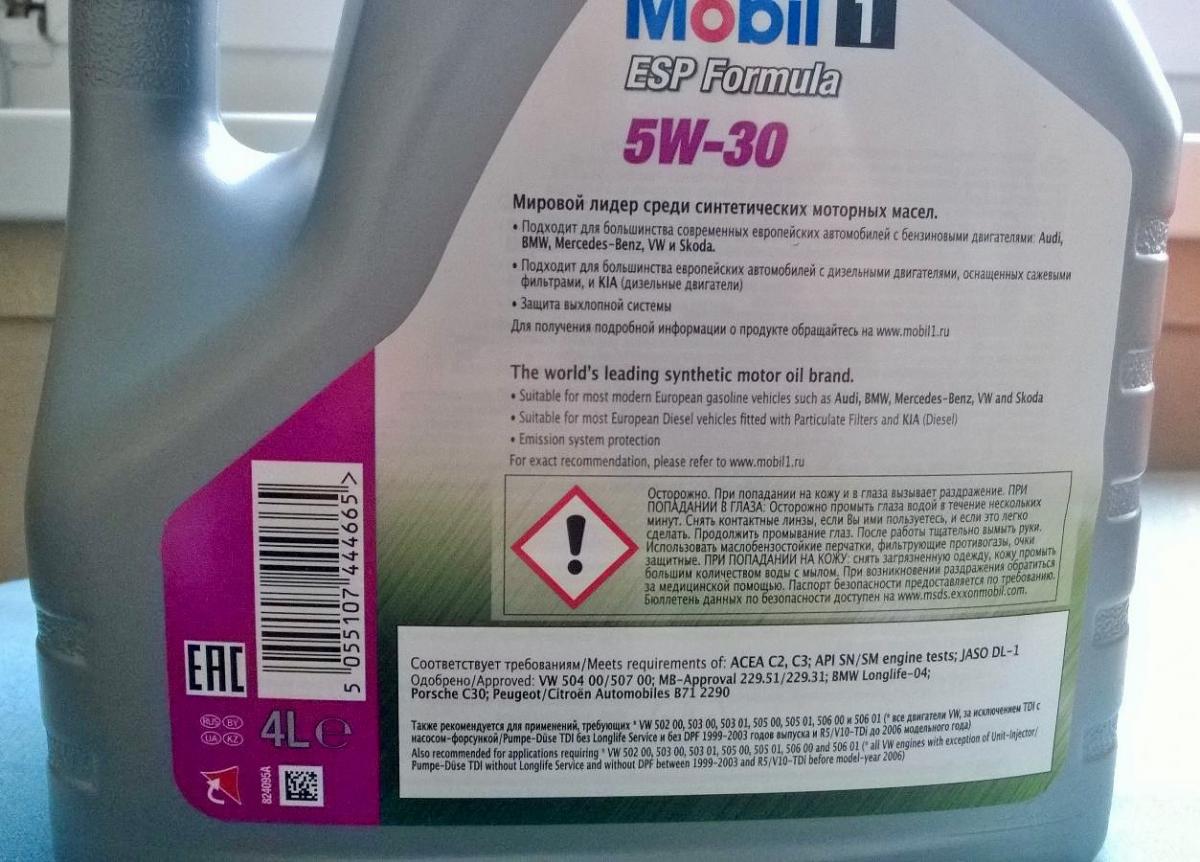 Mobil 1
ESP Formula
5W-30
Мировой лидер среди синтетических моторных масел.
• Подходит для большинства современных европейских автомобилей с бензиновыми двигателями: Audi,
BMW, Mercedes-Benz, VW и Skoda.
• Подходит для большинства европейских автомобилей с дизельными двигателями, оснащенных сажевыми
фильтрами, и KIA (дизельные двигатели)
• Защита выхлопной системы
Для получения подробной информации о продукте обращайтесь на www.mobil1.ru
The world's leading synthetic motor oil brand.
• Suitable for most modern European gasoline vehicles such as Audi, BMW, Mercedes-Benz, VW and Skoda
• Suitable for most European Diesel vehicles fitted with Particulate Filters and KIA (Diesel)
• Emission system protection
For exact recommendation, please refer to www.mobil1.ru
Осторожно. При попадании на кожу и в глаза вызывает раздражение. ПРИ
ПОПАДАНИИ В ГЛАЗА: Осторожно промыть глаза водой в течение нескольких
минут. Снять контактные линзы, если Вы ими пользуетесь, и если это легко
сделать. Продолжить промывание глаз. После работы тщательно вымыть руки.
Использовать маслобензостойкие перчатки, фильтрующие противогазы, очки
защитные. ПРИ ПОПАДАНИИ НА КОЖУ: снять загрязненную одежду, кожу промыть
большим количеством воды с мылом. При возникновении раздражения обратиться
за медицинской помощью. Паспорт безопасности предоставляется по требованию.
Бюллетень данных по безопасности доступен на www.msds.exxonmobil.com.
5 055107 444665 >
EAC
RUS BY
UA KZ
4L e
824095A
Соответствует требованиям/Meets requirements of: ACEA C2, C3; API SN/SM engine tests; JASO DL-1
Одобрено/Approved: VW 504 00/507 00; MB-Approval 229.51/229.31; BMW Longlife-04;
Porsche C30; Peugeot/Citroën Automobiles B71 2290
Также рекомендуется для применений, требующих * VW 502 00, 503 00, 503 01, 505 00, 505 01, 506 00 и 506 01 (* все двигатели VW, за исключением TDI с
насосом-форсункой/Pumpe-Düse TDI без Longlife Service и без DPF 1999-2003 годов выпуска и R5/V10-TDi до 2006 модельного года)
Also recommended for applications requiring * VW 502 00, 503 00, 503 01, 505 00, 505 01, 506 00 and 506 01 (* all VW engines with exception of Unit-Injector/
Pumpe-Düse TDI without Longlife Service and without DPF between 1999-2003 and R5/V10-TDi before model-year 2006)